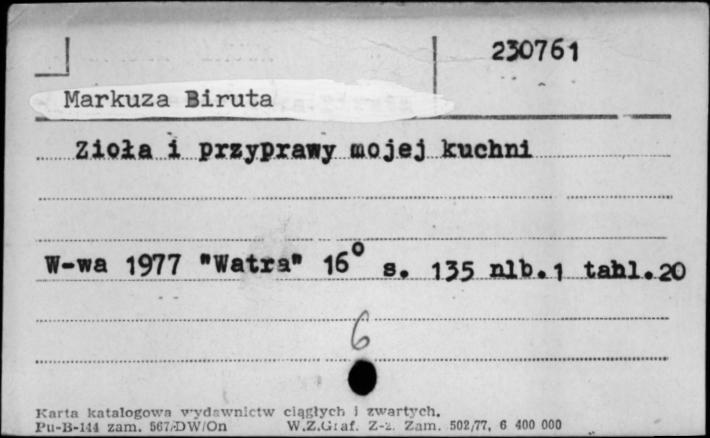 230761
Markuza Biruta
Zioła i przyprawy mojej kuchni
W-wa 1977 "Watra" 16° s. 135 nlb.1 tabl.20
6
Karta katalogowa wydawnictw ciągłych i zwartych.
Pu-B-144 zam. 567/DW/On W.Z.Graf. Z-2. Zam. 502/77, 6 400 000